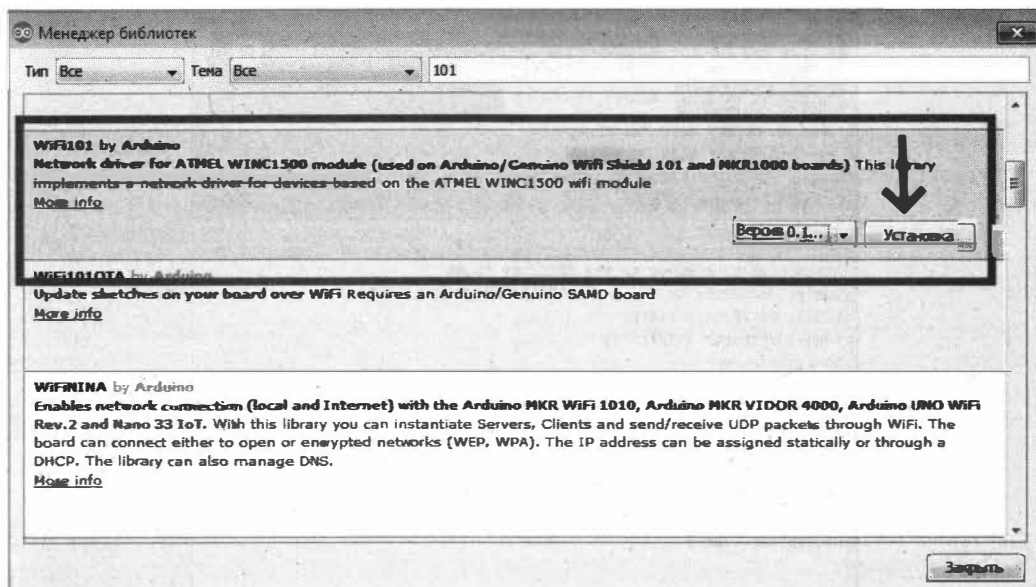 Менеджер библиотек
Тип Все Тема Все 101
WiFi101 by Arduino
Network driver for ATMEL WINC1500 module (used on Arduino/Genuino Wifi Shield 101 and MKR1000 boards) This library
implements a network driver for devices based on the ATMEL WINC1500 wifi module
More info
Версия 0.1... Установка
WiFi101OTA by Arduino
Update sketches on your board over WiFi Requires an Arduino/Genuino SAMD board
More info
WiFiNINA by Arduino
Enables network connection (local and Internet) with the Arduino MKR WiFi 1010, Arduino MKR VIDOR 4000, Arduino UNO WiFi
Rev.2 and Nano 33 IoT. With this library you can instantiate Servers, Clients and send/receive UDP packets through WiFi. The
board can connect either to open or encrypted networks (WEP, WPA). The IP address can be assigned statically or through a
DHCP. The library can also manage DNS.
More info
Закрыть